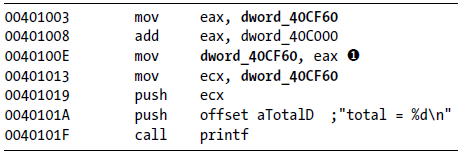 00401003 mov eax, dword_40CF60
00401008 add eax, dword_40C000
0040100E mov dword_40CF60, eax ❶
00401013 mov ecx, dword_40CF60
00401019 push ecx
0040101A push offset aTotalD ;"total = %d\n"
0040101F call printf